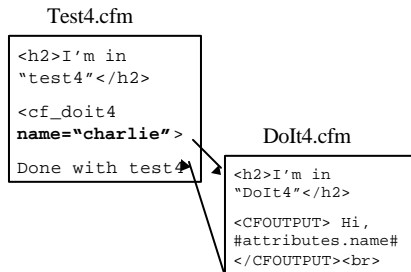 Test4.cfm
<h2>I'm in
“test4”</h2>
<cf_doit4
name=“charlie”>
Done with test4
DoIt4.cfm
<h2>I'm in
“DoIt4”</h2>
<CFOUTPUT> Hi,
#attributes.name#
</CFOUTPUT><br>